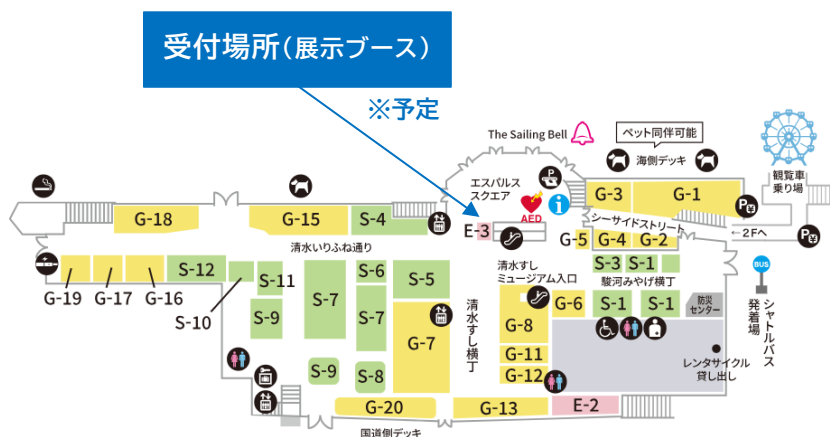 受付場所（展示ブース）
※予定
The Sailing Bell
ペット同伴可能
海側デッキ
観覧車
乗り場
エスパルス
スクエア
P
i
AED
G-3
G-1
P¥
G-18
G-15
S-4
E-3
シーサイドストリート
←2Fへ
P¥
清水いりふね通り
G-5
G-4
G-2
清水すし
ミュージアム入口
S-3
S-1
駿河みやげ横丁
BUS
シャトルバス
発着場
G-19
G-17
G-16
S-12
S-10
S-11
S-9
S-7
S-6
S-7
S-5
G-7
清水すし横丁
G-8
G-6
S-1
S-1
防災
センター
G-11
G-12
レンタサイクル
貸し出し
S-9
S-8
G-20
G-13
E-2
国道側デッキ